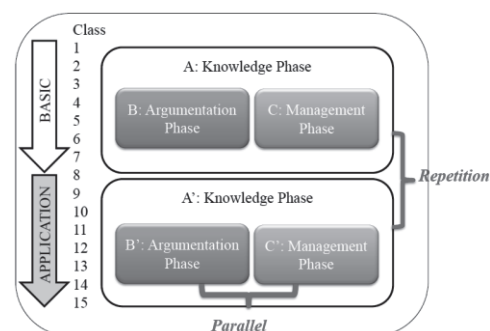 Class
1
2
3
4
5
6
7
8
9
10
11
12
13
14
15
BASIC
APPLICATION
A: Knowledge Phase
B: Argumentation
Phase
C: Management
Phase
A’: Knowledge Phase
B’: Argumentation
Phase
C’: Management
Phase
Repetition
Parallel